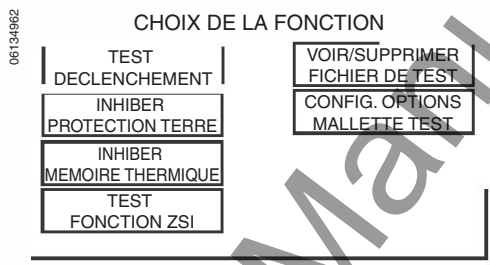 06134962
CHOIX DE LA FONCTION
TEST
DECLENCHEMENT
INHIBER
PROTECTION TERRE
INHIBER
MEMOIRE THERMIQUE
TEST
FONCTION ZSI
VOIR/SUPPRIMER
FICHIER DE TEST
CONFIG. OPTIONS
MALLETTE TEST